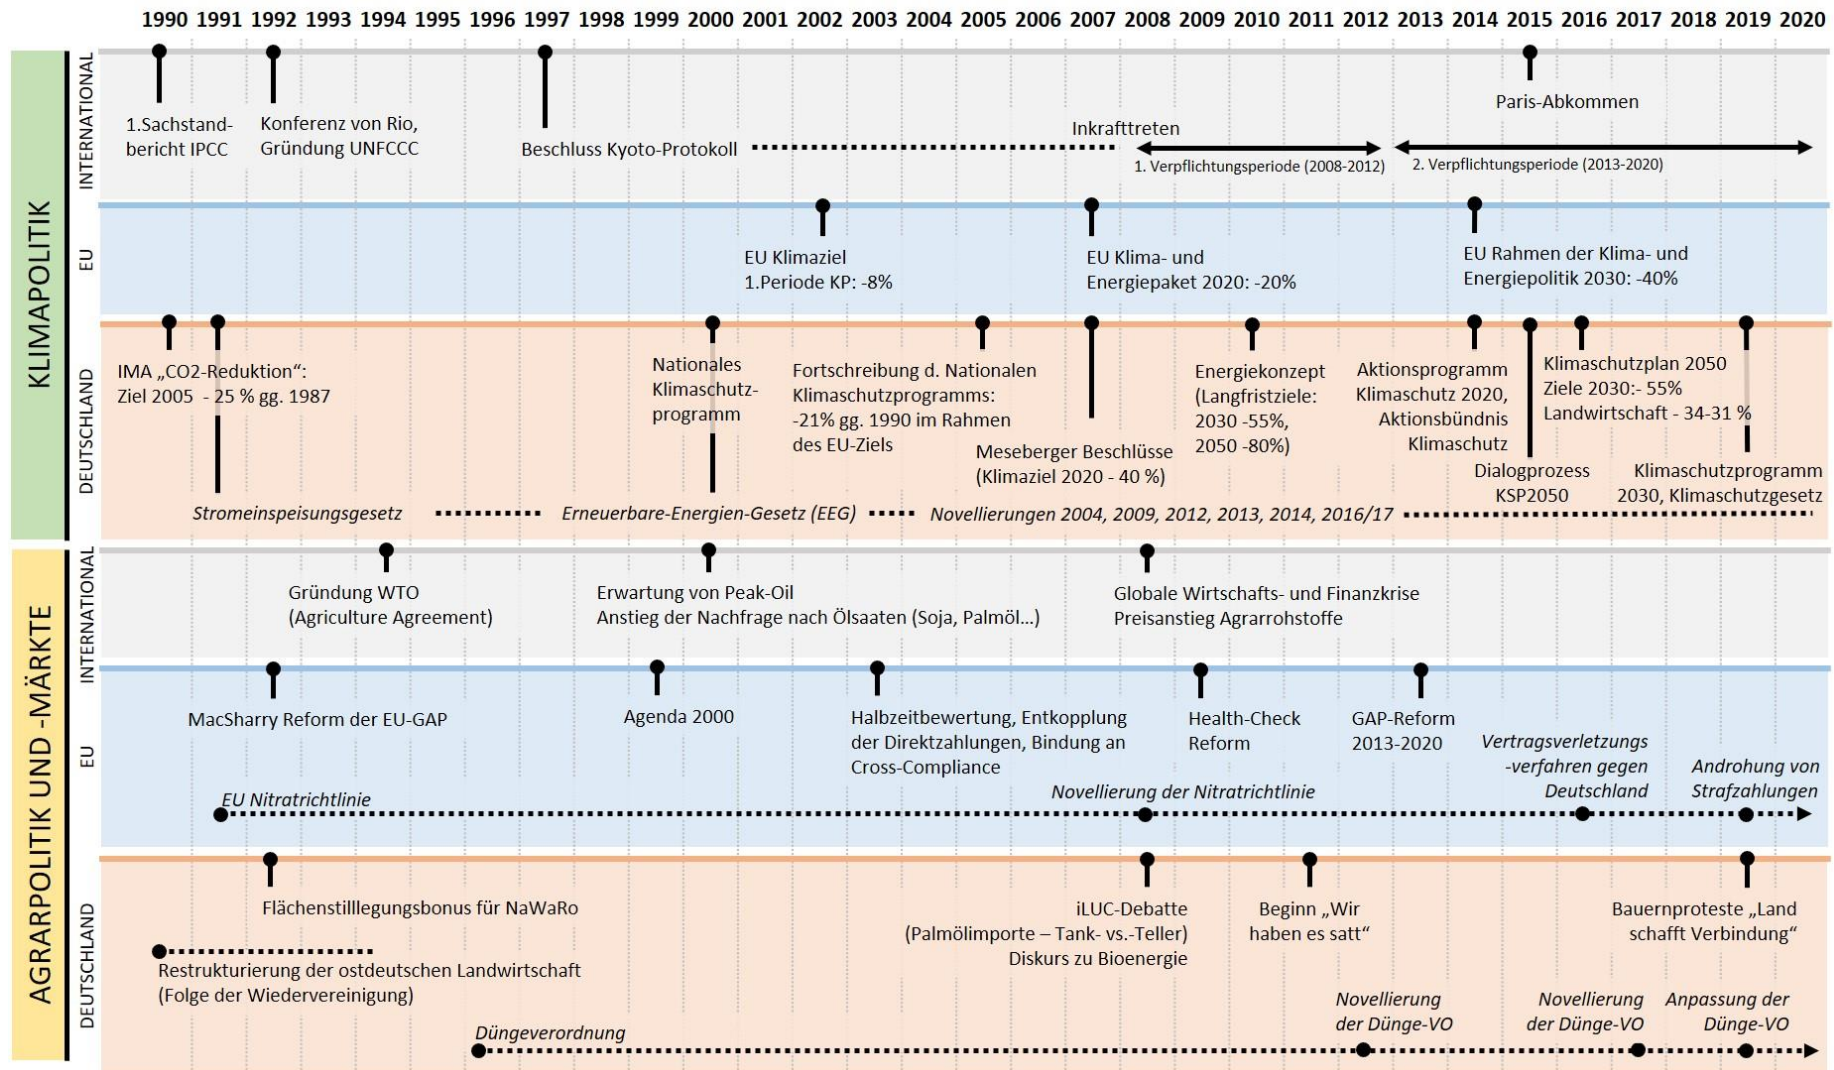 1990 1991 1992 1993 1994 1995 1996 1997 1998 1999 2000 2001 2002 2003 2004 2005 2006 2007 2008 2009 2010 2011 2012 2013 2014 2015 2016 2017 2018 2019 2020
KLIMAPOLITIK
INTERNATIONAL
1.Sachstand-
bericht IPCC
Konferenz von Rio,
Gründung UNFCCC
Beschluss Kyoto-Protokoll
Inkrafttreten
1. Verpflichtungsperiode (2008-2012)
Paris-Abkommen
2. Verpflichtungsperiode (2013-2020)
EU
EU Klimaziel
1.Periode KP: -8%
EU Klima- und
Energiepaket 2020: -20%
EU Rahmen der Klima- und
Energiepolitik 2030: -40%
DEUTSCHLAND
IMA „CO2-Reduktion“:
Ziel 2005 - 25 % gg. 1987
Nationales
Klimaschutz-
programm
Fortschreibung d. Nationalen
Klimaschutzprogramms:
-21% gg. 1990 im Rahmen
des EU-Ziels
Meseberger Beschlüsse
(Klimaziel 2020 - 40 %)
Energiekonzept
(Langfristziele:
2030 -55%,
2050 -80%)
Aktionsprogramm
Klimaschutz 2020,
Aktionsbündnis
Klimaschutz
Dialogprozess
KSP2050
Klimaschutzplan 2050
Ziele 2030:- 55%
Landwirtschaft - 34-31 %
Klimaschutzprogramm
2030, Klimaschutzgesetz
Stromeinspeisungsgesetz
Erneuerbare-Energien-Gesetz (EEG)
Novellierungen 2004, 2009, 2012, 2013, 2014, 2016/17
AGRARPOLITIK UND -MÄRKTE
INTERNATIONAL
Gründung WTO
(Agriculture Agreement)
Erwartung von Peak-Oil
Anstieg der Nachfrage nach Ölsaaten (Soja, Palmöl...)
Globale Wirtschafts- und Finanzkrise
Preisanstieg Agrarrohstoffe
EU
MacSharry Reform der EU-GAP
Agenda 2000
Halbzeitbewertung, Entkopplung
der Direktzahlungen, Bindung an
Cross-Compliance
Health-Check
Reform
GAP-Reform
2013-2020
Vertragsverletzungs
-verfahren gegen
Deutschland
Androhung von
Strafzahlungen
EU Nitratrichtlinie
Novellierung der Nitratrichtlinie
DEUTSCHLAND
Flächenstilllegungsbonus für NaWaRo
iLUC-Debatte
(Palmölimporte – Tank- vs.-Teller)
Diskurs zu Bioenergie
Beginn „Wir
haben es satt“
Bauernproteste „Land
schafft Verbindung“
Restrukturierung der ostdeutschen Landwirtschaft
(Folge der Wiedervereinigung)
Düngeverordnung
Novellierung
der Dünge-VO
Novellierung
der Dünge-VO
Anpassung der
Dünge-VO